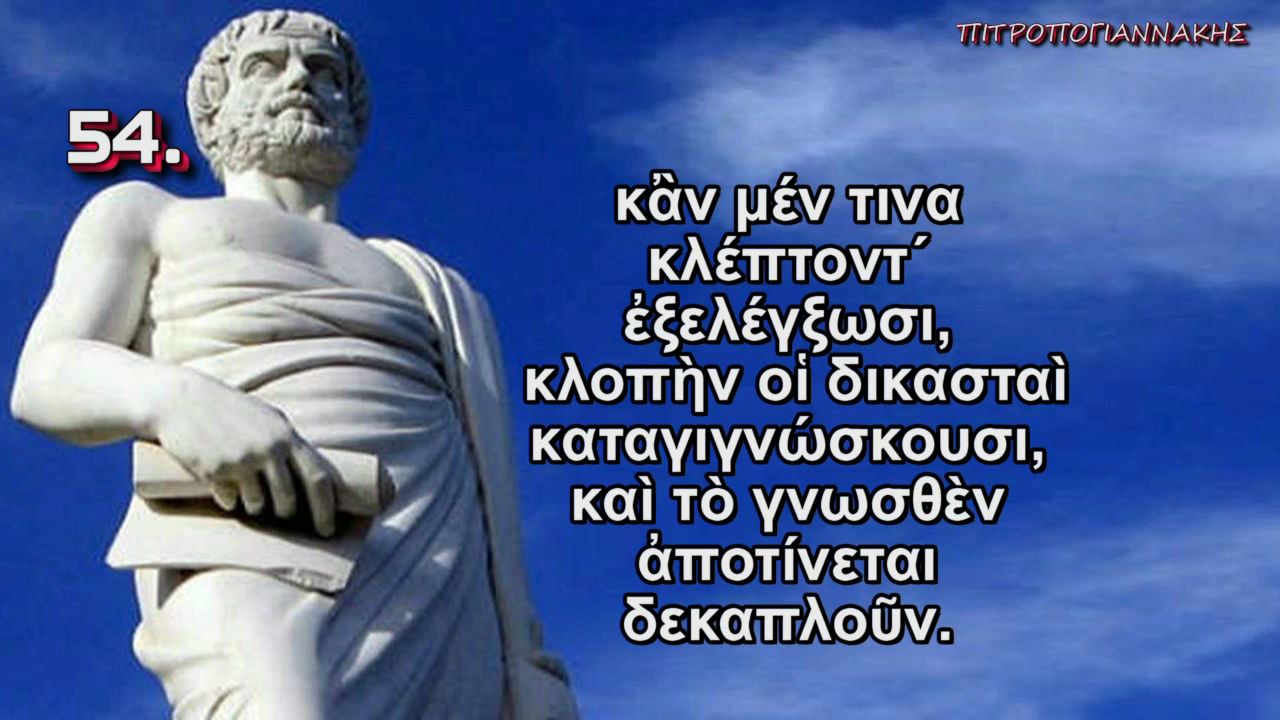 ΠΙΤΡΟΠΟΓΙΑΝΝΑΚΗΣ
54.
κἂν μέν τινα
κλέπτοντ΄
ἐξελέγξωσι,
κλοπὴν οἱ̓ δικασταὶ
καταγιγνώσκουσι,
καὶ τὸ γνωσθὲν
ἀποτίνεται
δεκαπλοῦν.